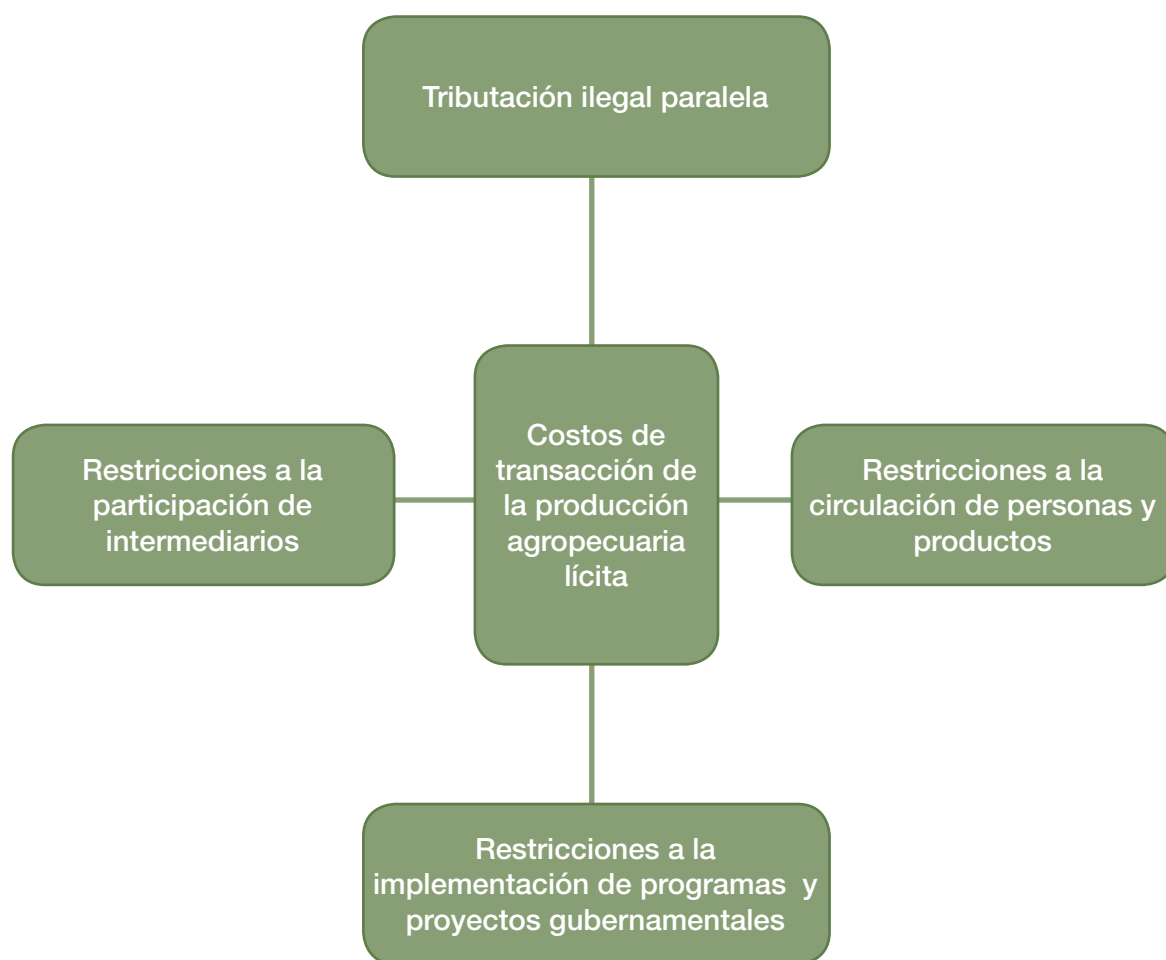 Tributación ilegal paralela
Restricciones a la
participación de
intermediarios
Costos de
transacción de
la producción
agropecuaria
lícita
Restricciones a la
circulación de personas y
productos
Restricciones a la
implementación de programas y
proyectos gubernamentales